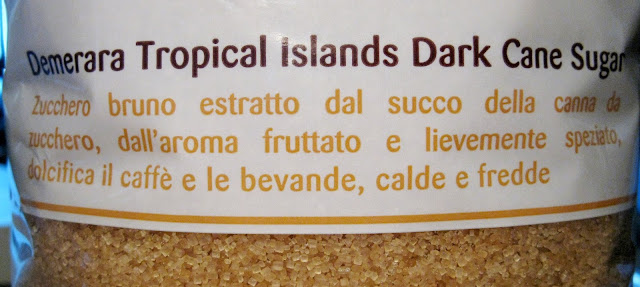 Demerara Tropical Islands Dark Cane Sugar
Zucchero bruno estratto dal succo della canna da
zucchero, dall'aroma fruttato e lievemente speziato,
dolcifica il caffè e le bevande, calde e fredde